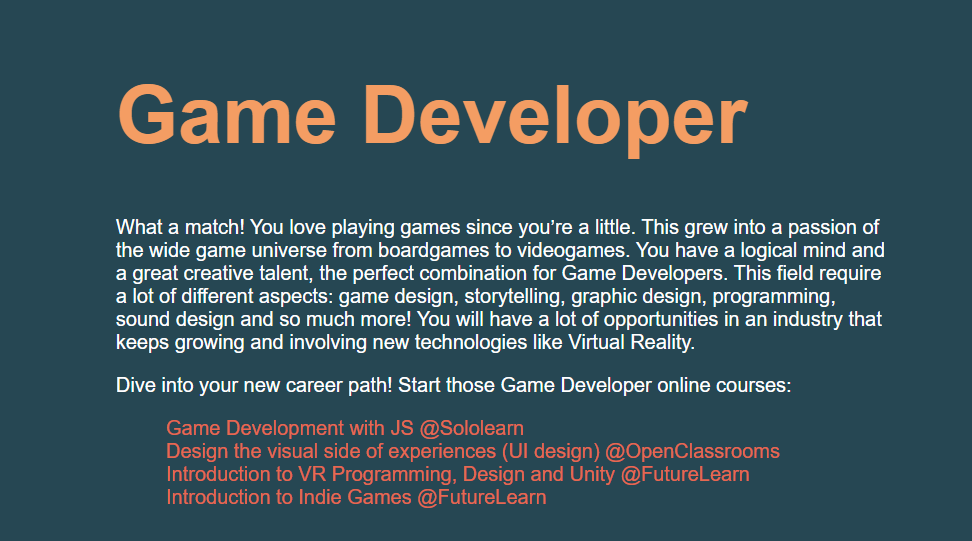 Game Developer
What a match! You love playing games since you’re a little. This grew into a passion of
the wide game universe from boardgames to videogames. You have a logical mind and
a great creative talent, the perfect combination for Game Developers. This field require
a lot of different aspects: game design, storytelling, graphic design, programming,
sound design and so much more! You will have a lot of opportunities in an industry that
keeps growing and involving new technologies like Virtual Reality.
Dive into your new career path! Start those Game Developer online courses:
Game Development with JS @Sololearn
Design the visual side of experiences (UI design) @OpenClassrooms
Introduction to VR Programming, Design and Unity @FutureLearn
Introduction to Indie Games @FutureLearn